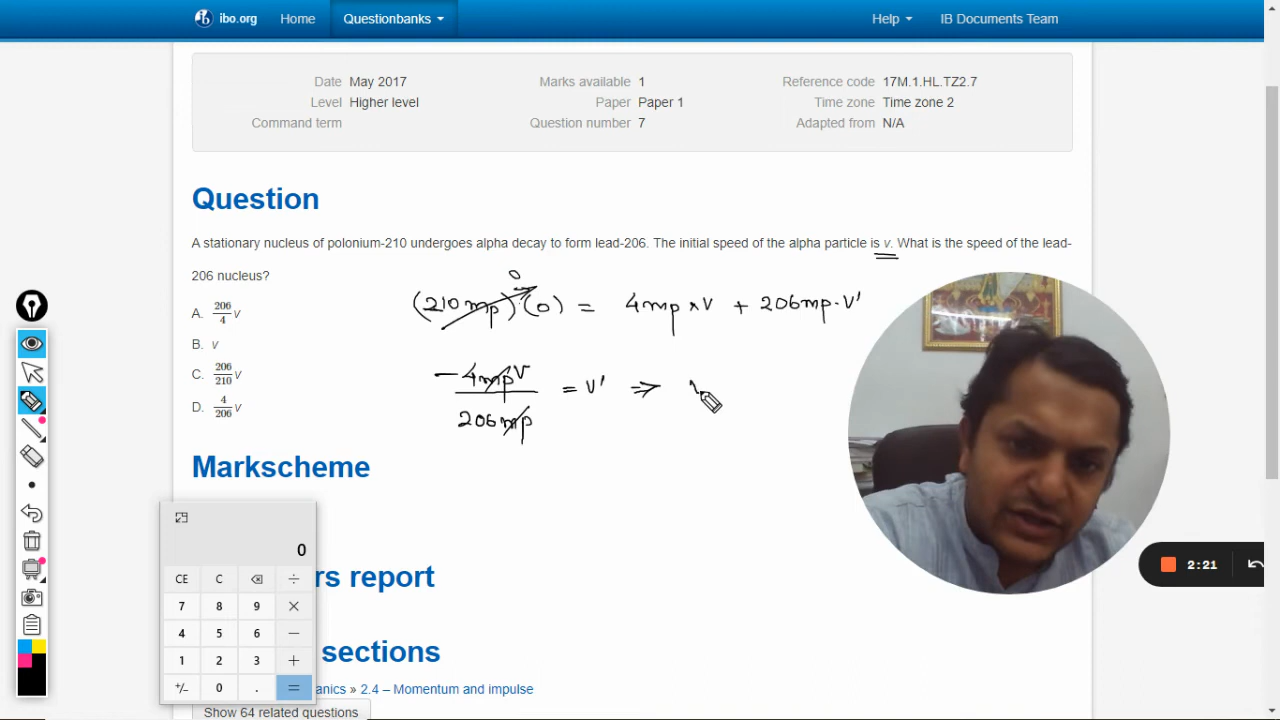 ibo.org Home Questionbanks Help IB Documents Team
Date May 2017 Marks available 1 Reference code 17M.1.HL.TZ2.7
Level Higher level Paper Paper 1 Time zone Time zone 2
Command term Question number 7 Adapted from N/A
Question
A stationary nucleus of polonium-210 undergoes alpha decay to form lead-206. The initial speed of the alpha particle is v. What is the speed of the lead-
206 nucleus?
0
(210 mp)(0) = 4mp×v + 206mp·v'
A. 206/4 v
B. v
C. 206/210 v
D. 4/206 v
-4mpv/206mp = v' ⇒
Markscheme
0
CE C ⌫ ÷
rs report
7 8 9 ×
4 5 6 −
sections
1 2 3 +
+/− 0 . =
anics » 2.4 – Momentum and impulse
Show 64 related questions
2:21